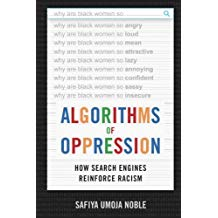 why are black women so
why are black women so angry
why are black women so loud
why are black women so mean
why are black women so attractive
why are black women so lazy
why are black women so annoying
why are black women so confident
why are black women so sassy
why are black women so insecure
ALGORITHMS
OF
OPPRESSION
HOW SEARCH ENGINES
REINFORCE RACISM
SAFIYA UMOJA NOBLE